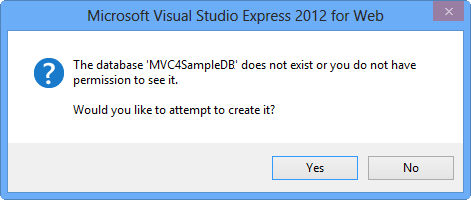 Microsoft Visual Studio Express 2012 for Web
The database 'MVC4SampleDB' does not exist or you do not have
permission to see it.
Would you like to attempt to create it?
Yes No